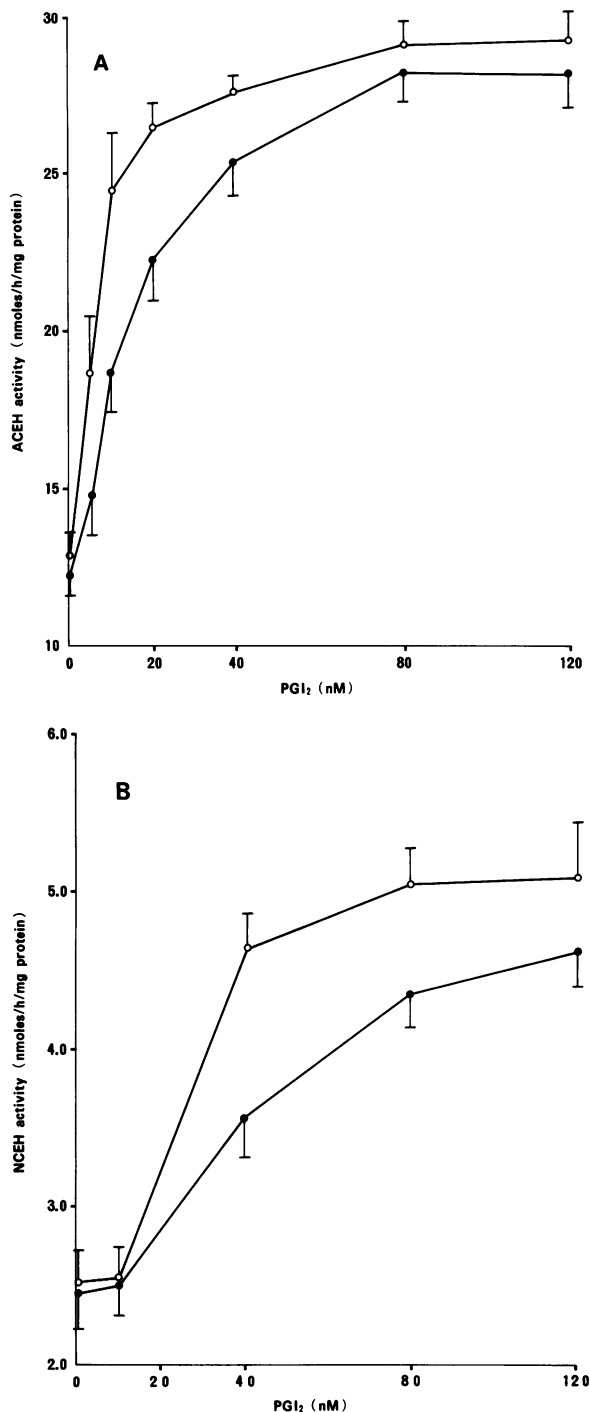 A
30
25
20
15
10
ACEH activity (nmoles/h/mg protein)
0 20 40 80 120
PGI₂ (nM)
B
6.0
5.0
4.0
3.0
2.0
NCEH activity (nmoles/h/mg protein)
0 20 40 80 120
PGI₂ (nM)